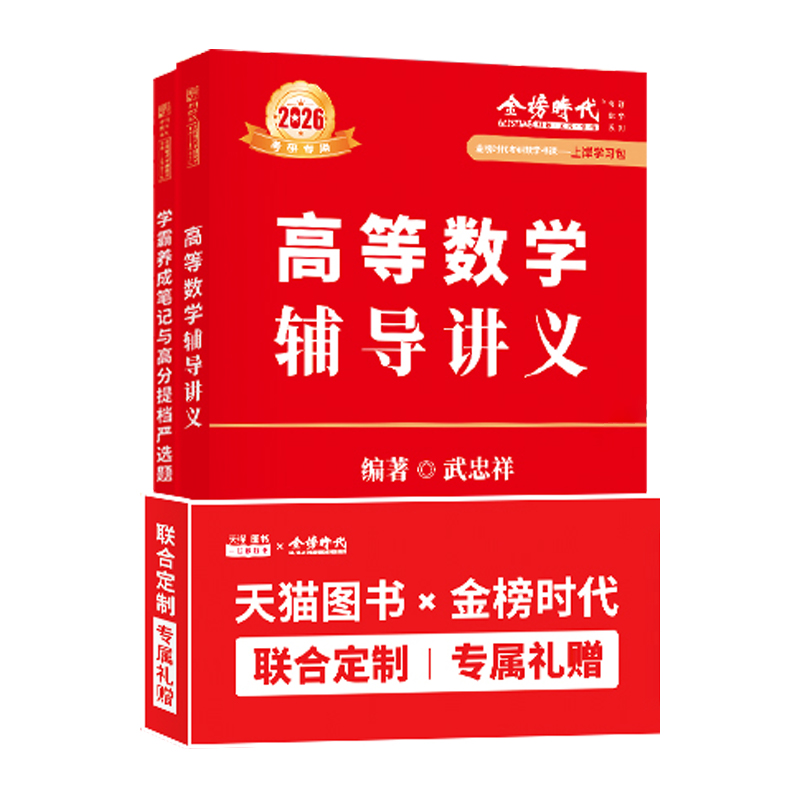 2026
考研专用
金榜时代
上岸学习包
高等数学
辅导讲义
编著◎武忠祥
高等数学辅导讲义
学霸养成笔记与高分提档严选题
天猫 图书
×
金榜时代
天猫图书×金榜时代
联合定制|专属礼赠
联合定制
专属礼赠